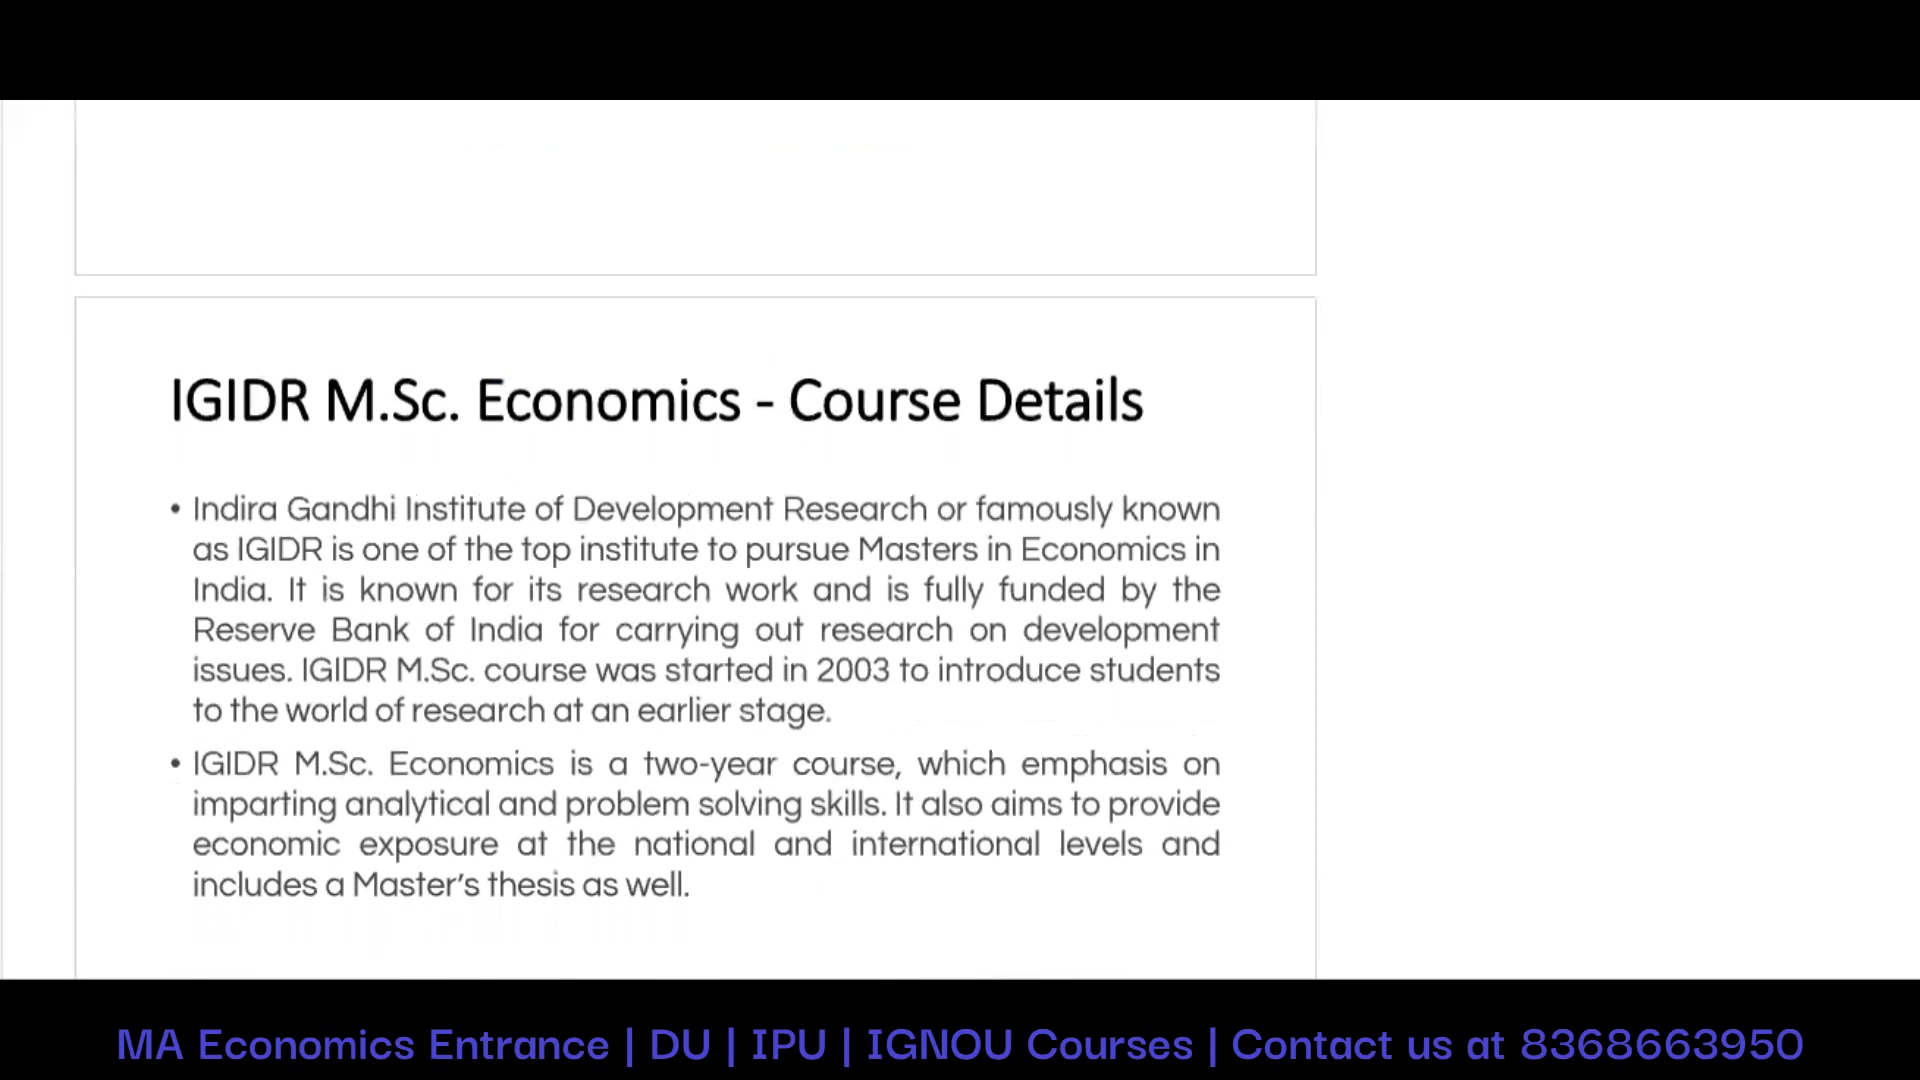 IGIDR M.Sc. Economics - Course Details
• Indira Gandhi Institute of Development Research or famously known
as IGIDR is one of the top institute to pursue Masters in Economics in
India. It is known for its research work and is fully funded by the
Reserve Bank of India for carrying out research on development
issues. IGIDR M.Sc. course was started in 2003 to introduce students
to the world of research at an earlier stage.
• IGIDR M.Sc. Economics is a two-year course, which emphasis on
imparting analytical and problem solving skills. It also aims to provide
economic exposure at the national and international levels and
includes a Master’s thesis as well.
MA Economics Entrance | DU | IPU | IGNOU Courses | Contact us at 8368663950